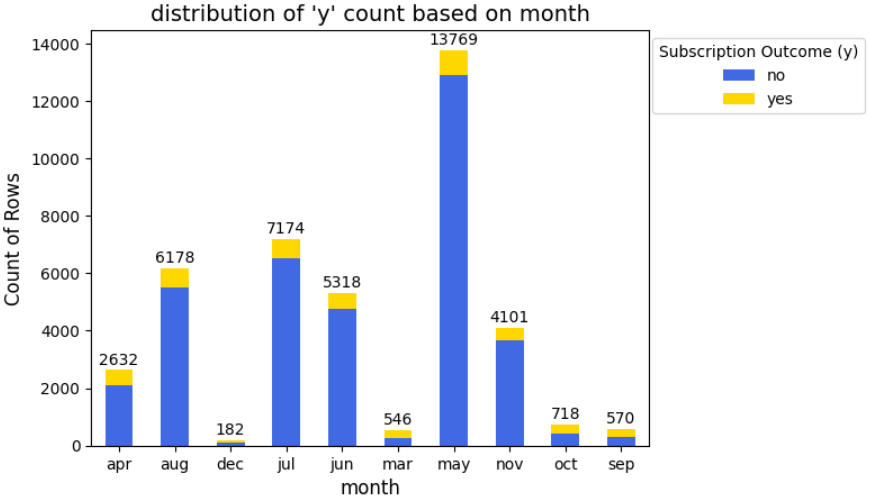 distribution of 'y' count based on month
Count of Rows
14000
12000
10000
8000
6000
4000
2000
0
2632
6178
182
7174
5318
546
13769
4101
718
570
apr aug dec jul jun mar may nov oct sep
month
Subscription Outcome (y)
no
yes